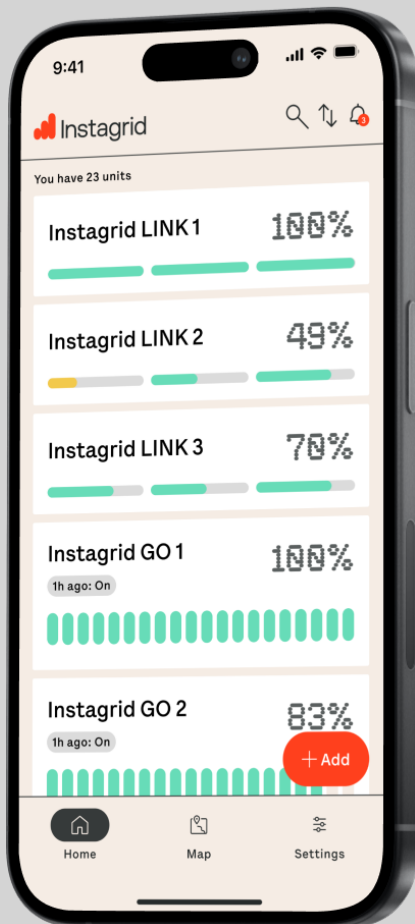 9:41
Instagrid
3
You have 23 units
Instagrid LINK 1
100%
Instagrid LINK 2
49%
Instagrid LINK 3
70%
Instagrid GO 1
100%
1h ago: On
Instagrid GO 2
83%
1h ago: On
+ Add
Home
Map
Settings